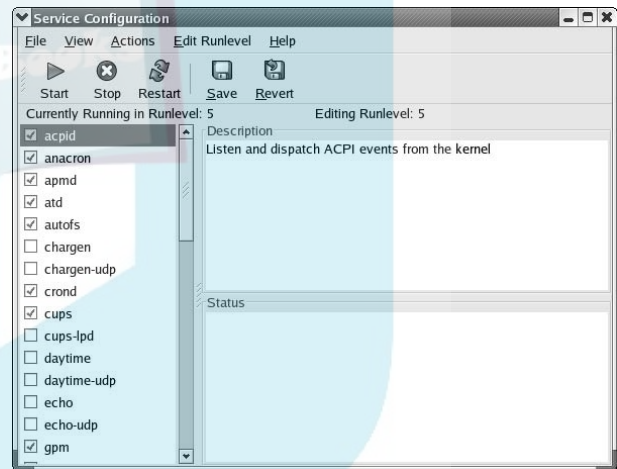 Service Configuration
File View Actions Edit Runlevel Help
Start Stop Restart Save Revert
Currently Running in Runlevel: 5 Editing Runlevel: 5
acpid
anacron
apmd
atd
autofs
chargen
chargen-udp
crond
cups
cups-lpd
daytime
daytime-udp
echo
echo-udp
gpm
Description
Listen and dispatch ACPI events from the kernel
Status